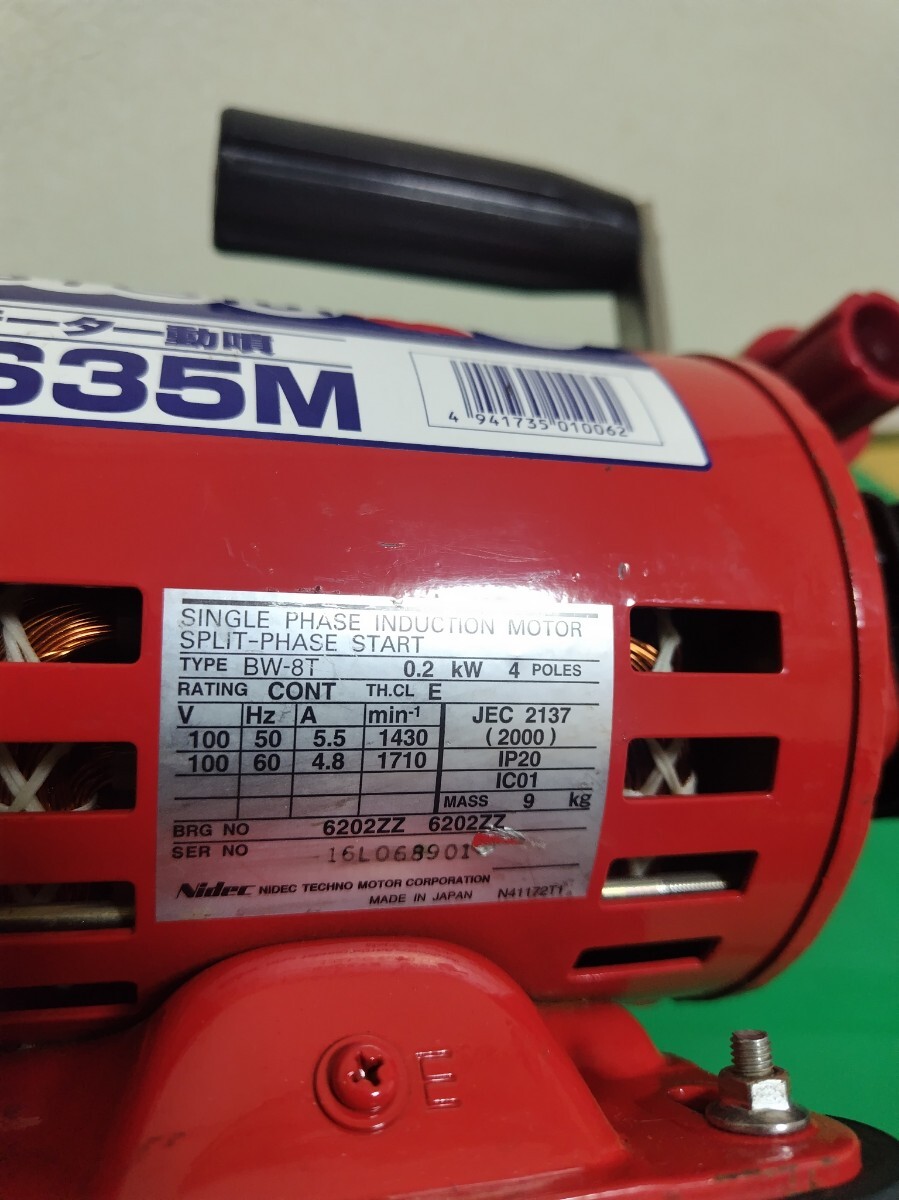 モーター動噴
635M
4 941735 010062
SINGLE PHASE INDUCTION MOTOR
SPLIT-PHASE START
TYPE BW-8T 0.2 kW 4 POLES
RATING CONT TH.CL E
V Hz A min-1 JEC 2137
100 50 5.5 1430 (2000)
100 60 4.8 1710 IP20
IC01
MASS 9 kg
BRG NO 6202ZZ 6202ZZ
SER NO 16L068901
Nidec NIDEC TECHNO MOTOR CORPORATION
MADE IN JAPAN N41172T1
E